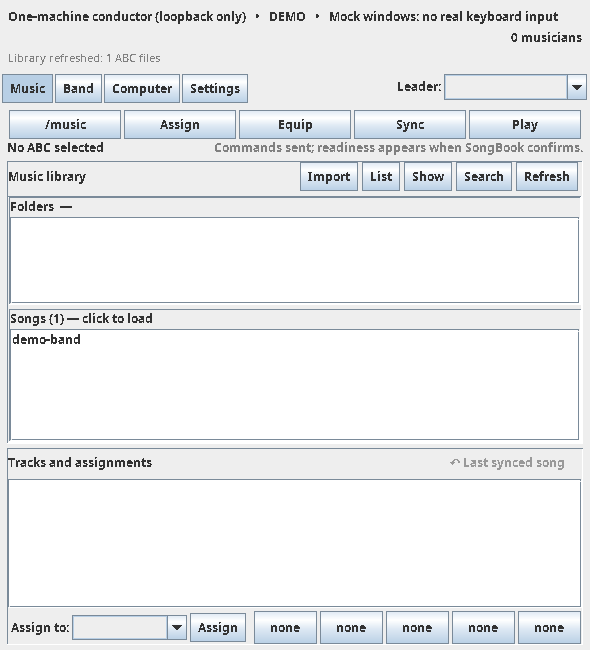 One-machine conductor (loopback only) • DEMO • Mock windows: no real keyboard input
0 musicians
Library refreshed: 1 ABC files
Music Band Computer Settings Leader:
/music Assign Equip Sync Play
No ABC selected Commands sent; readiness appears when SongBook confirms.
Music library Import List Show Search Refresh
Folders —
Songs (1) — click to load
demo-band
Tracks and assignments ↶ Last synced song
Assign to: Assign none none none none none